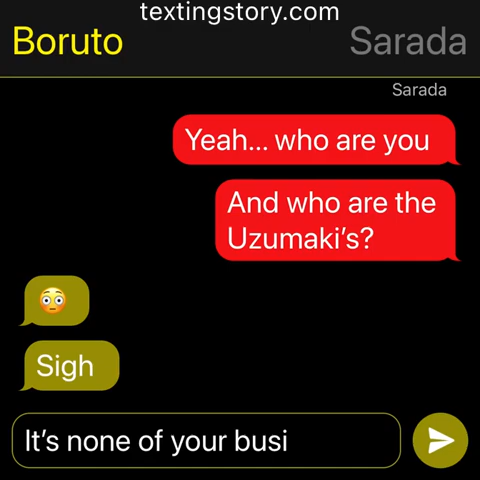 textingstory.com
Boruto
Sarada
Sarada
Yeah... who are you
And who are the
Uzumaki’s?
😳
Sigh
It’s none of your busi